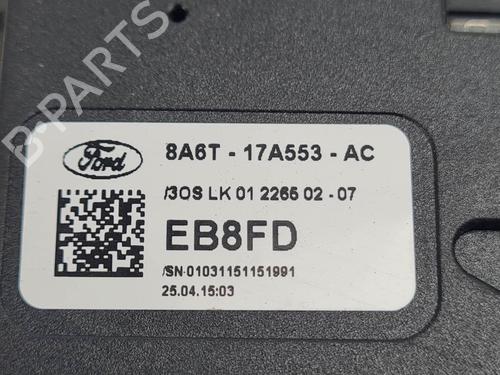 B-PARTS
Ford
8A6T - 17A553 - AC
/3OS LK 01 2265 02 - 07
EB8FD
/SN 01031151151991
25.04.15:03